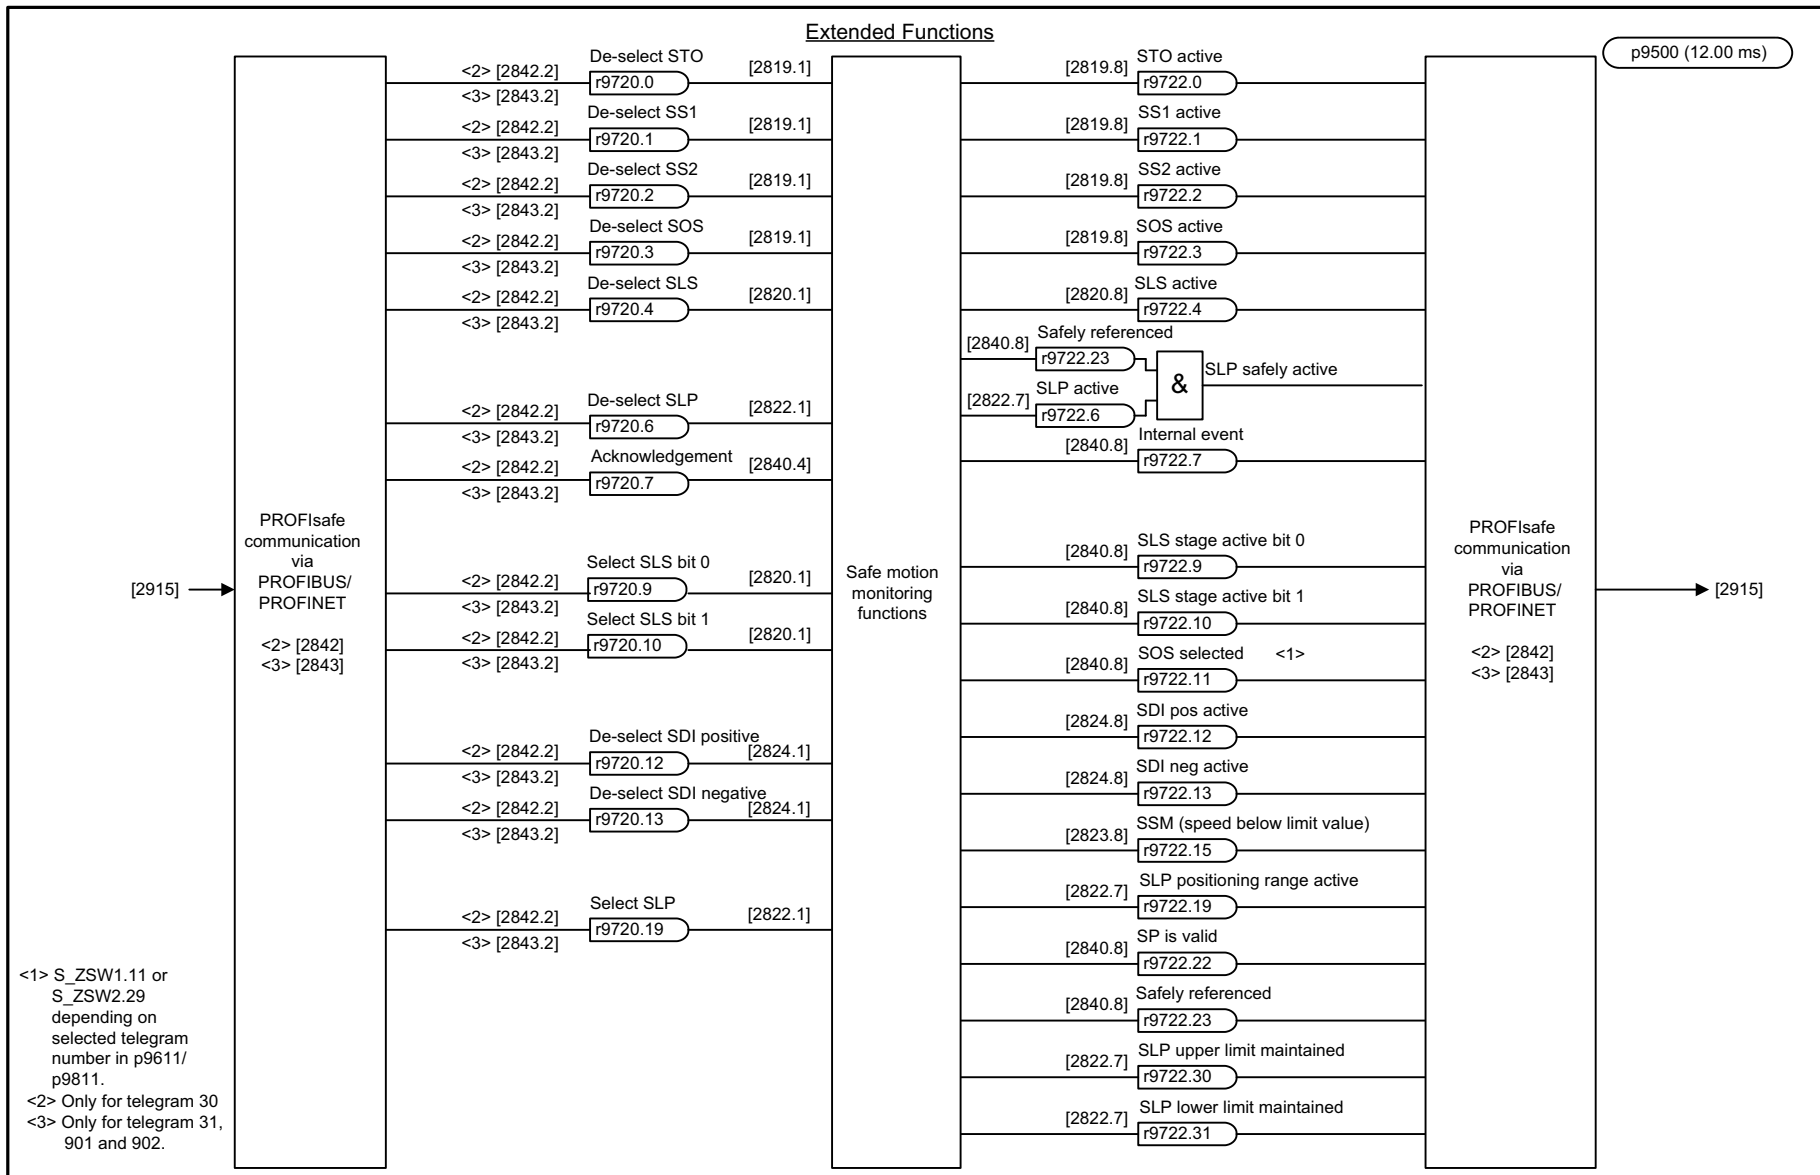 Extended Functions
p9500 (12.00 ms)
[2915]
PROFIsafe
communication
via
PROFIBUS/
PROFINET
<2> [2842]
<3> [2843]
<2> [2842.2]
<3> [2843.2]
De-select STO
r9720.0
[2819.1]
<2> [2842.2]
<3> [2843.2]
De-select SS1
r9720.1
[2819.1]
<2> [2842.2]
<3> [2843.2]
De-select SS2
r9720.2
[2819.1]
<2> [2842.2]
<3> [2843.2]
De-select SOS
r9720.3
[2819.1]
<2> [2842.2]
<3> [2843.2]
De-select SLS
r9720.4
[2820.1]
<2> [2842.2]
<3> [2843.2]
De-select SLP
r9720.6
[2822.1]
<2> [2842.2]
<3> [2843.2]
Acknowledgement
r9720.7
[2840.4]
<2> [2842.2]
<3> [2843.2]
Select SLS bit 0
r9720.9
[2820.1]
<2> [2842.2]
<3> [2843.2]
Select SLS bit 1
r9720.10
[2820.1]
<2> [2842.2]
<3> [2843.2]
De-select SDI positive
r9720.12
[2824.1]
<2> [2842.2]
<3> [2843.2]
De-select SDI negative
r9720.13
[2824.1]
<2> [2842.2]
<3> [2843.2]
Select SLP
r9720.19
[2822.1]
Safe motion
monitoring
functions
[2819.8]
STO active
r9722.0
[2819.8]
SS1 active
r9722.1
[2819.8]
SS2 active
r9722.2
[2819.8]
SOS active
r9722.3
[2820.8]
SLS active
r9722.4
[2840.8]
Safely referenced
r9722.23
[2822.7]
SLP active
r9722.6
&
SLP safely active
[2840.8]
Internal event
r9722.7
[2840.8]
SLS stage active bit 0
r9722.9
[2840.8]
SLS stage active bit 1
r9722.10
[2840.8]
SOS selected <1>
r9722.11
[2824.8]
SDI pos active
r9722.12
[2824.8]
SDI neg active
r9722.13
[2823.8]
SSM (speed below limit value)
r9722.15
[2822.7]
SLP positioning range active
r9722.19
[2840.8]
SP is valid
r9722.22
[2840.8]
Safely referenced
r9722.23
[2822.7]
SLP upper limit maintained
r9722.30
[2822.7]
SLP lower limit maintained
r9722.31
PROFIsafe
communication
via
PROFIBUS/
PROFINET
<2> [2842]
<3> [2843]
[2915]
<1> S_ZSW1.11 or
S_ZSW2.29
depending on
selected telegram
number in p9611/
p9811.
<2> Only for telegram 30
<3> Only for telegram 31,
901 and 902.